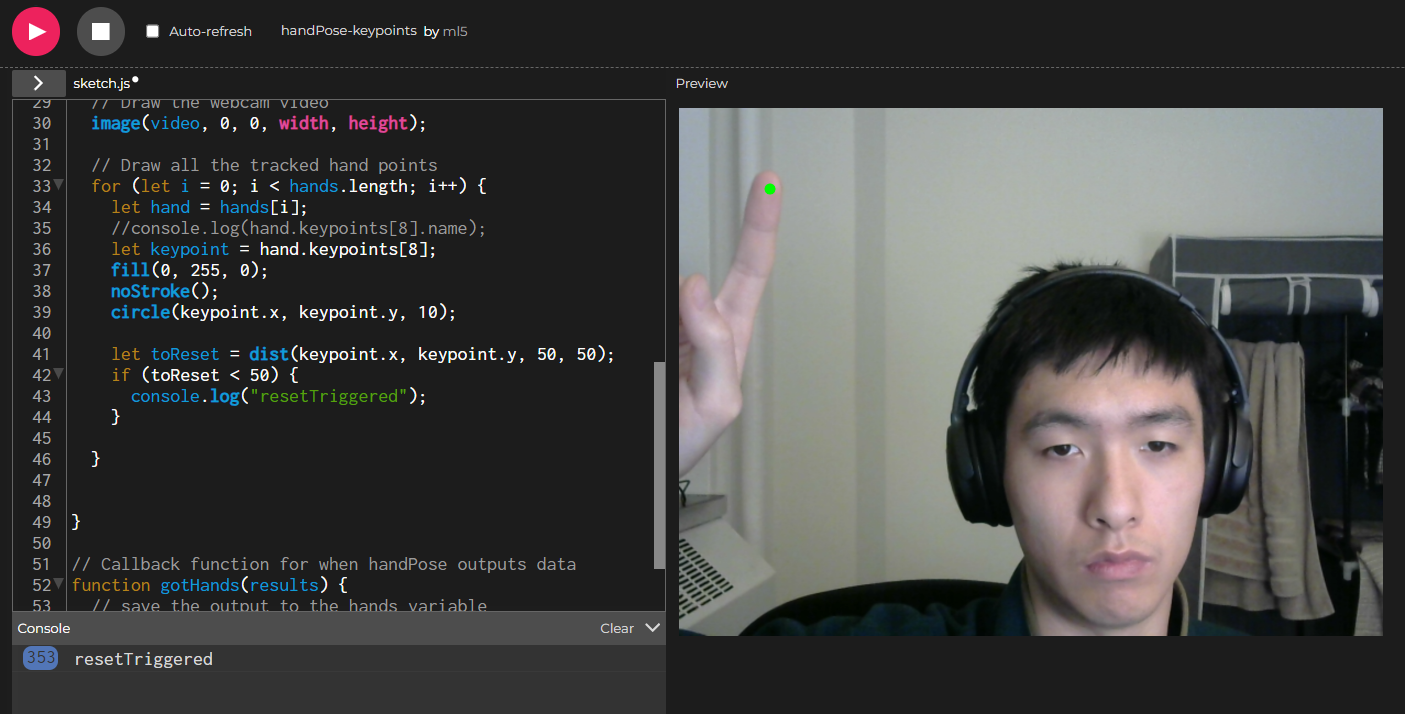 Auto-refresh handPose-keypoints by ml5
sketch.js
Preview
29 // Draw the webcam video
30 image(video, 0, 0, width, height);
31
32 // Draw all the tracked hand points
33 for (let i = 0; i < hands.length; i++) {
34 let hand = hands[i];
35 //console.log(hand.keypoints[8].name);
36 let keypoint = hand.keypoints[8];
37 fill(0, 255, 0);
38 noStroke();
39 circle(keypoint.x, keypoint.y, 10);
40
41 let toReset = dist(keypoint.x, keypoint.y, 50, 50);
42 if (toReset < 50) {
43 console.log("resetTriggered");
44 }
45
46 }
47
48
49 }
50
51 // Callback function for when handPose outputs data
52 function gotHands(results) {
53 // save the output to the hands variable
Console
Clear
353 resetTriggered